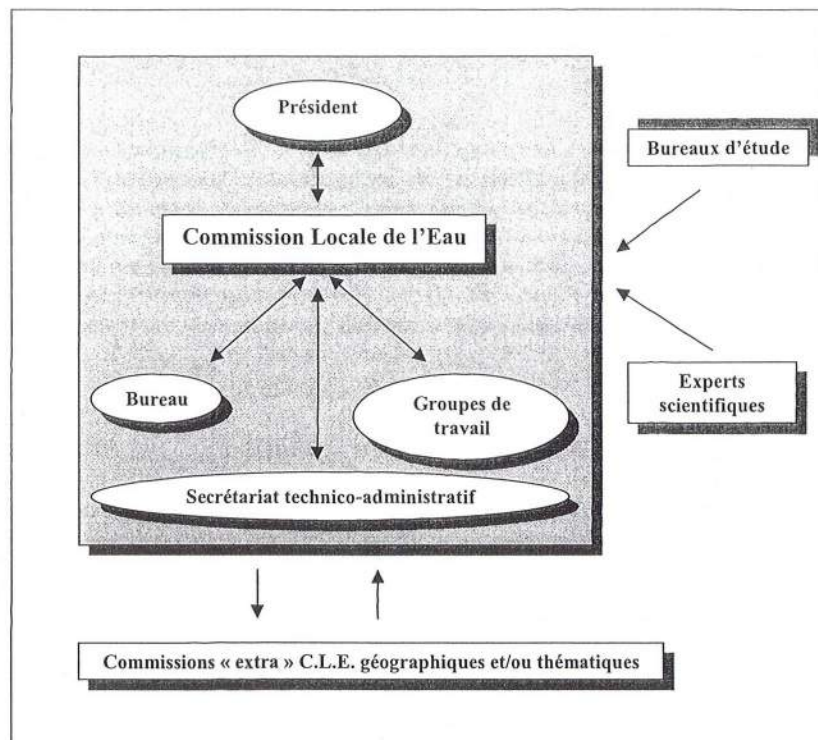 Président
Bureaux d'étude
Commission Locale de l'Eau
Bureau
Groupes de
travail
Experts
scientifiques
Secrétariat technico-administratif
Commissions « extra » C.L.E. géographiques et/ou thématiques